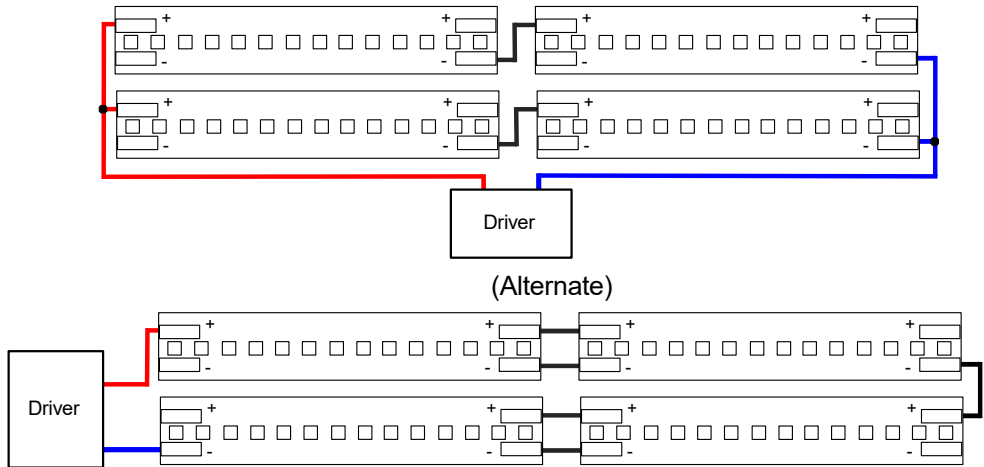 + + +
- - -
+ + +
- - -
Driver
(Alternate)
+ + +
- - -
Driver
+ + +
- - -